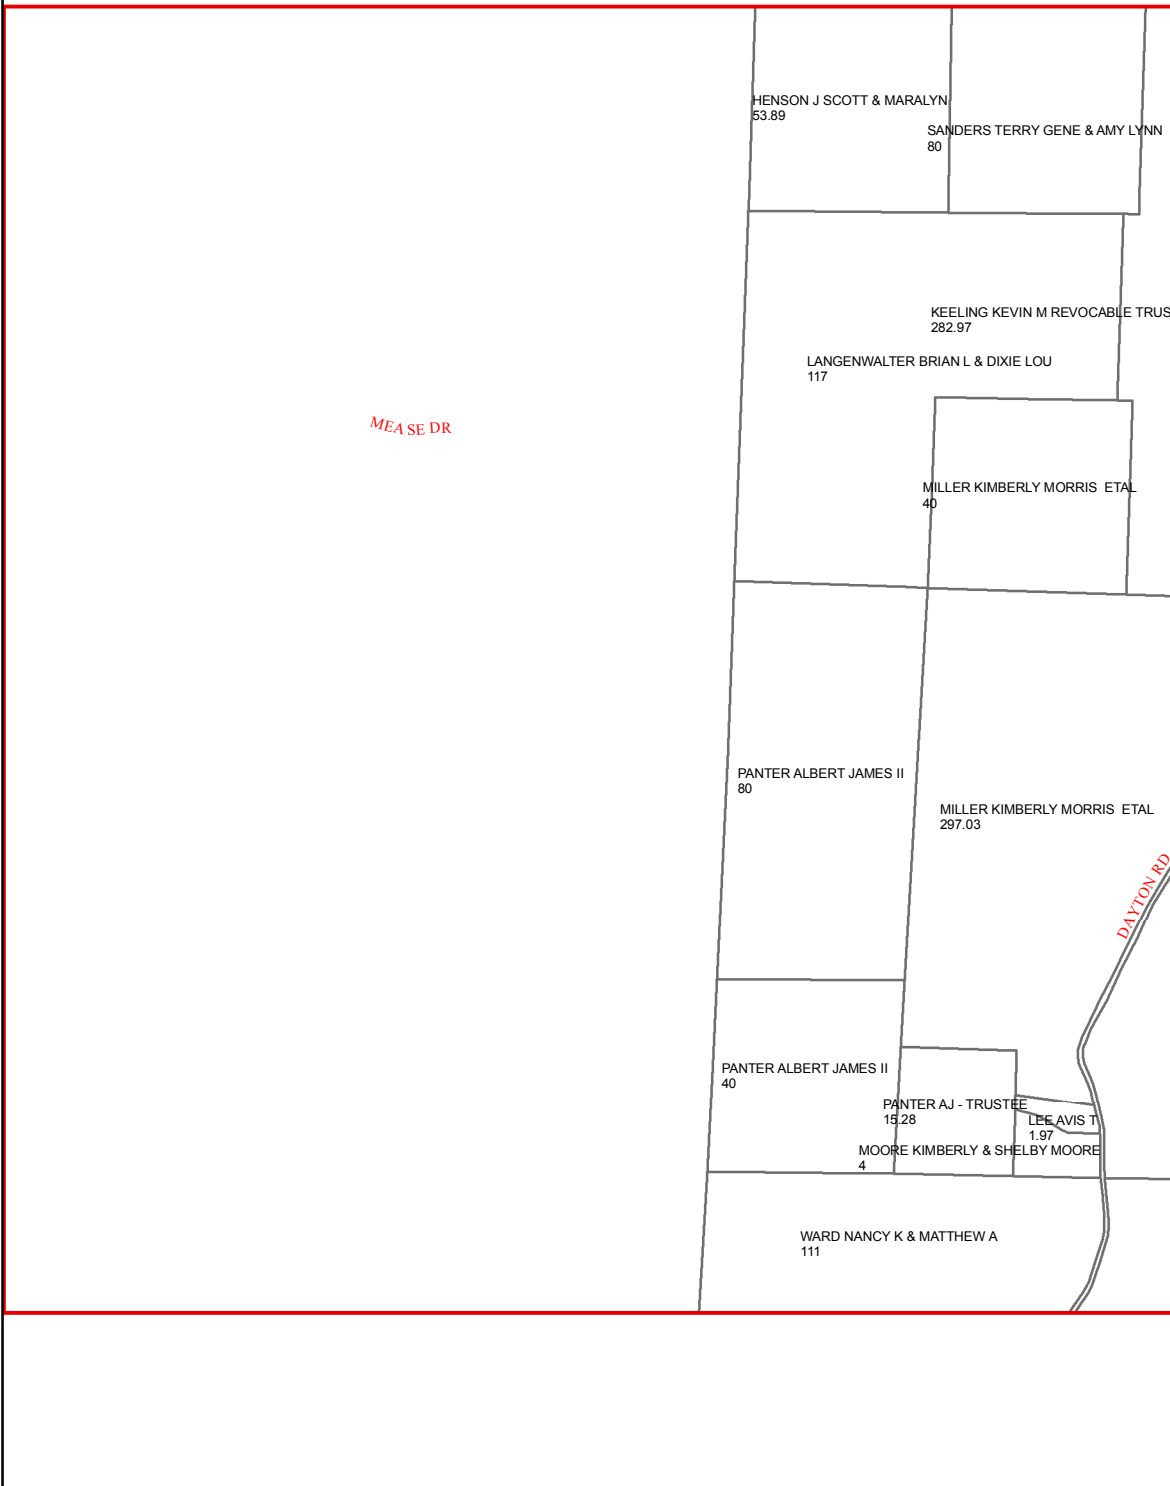 HENSON J SCOTT & MARALYN
53.89
SANDERS TERRY GENE & AMY LYNN
80
KEELING KEVIN M REVOCABLE TRUS
282.97
LANGENWALTER BRIAN L & DIXIE LOU
117
MEASE DR
MILLER KIMBERLY MORRIS ETAL
40
PANTER ALBERT JAMES II
80
MILLER KIMBERLY MORRIS ETAL
297.03
DAYTON RD
PANTER ALBERT JAMES II
40
PANTER AJ - TRUSTEE
15.28
LEE AVIS T
1.97
MOORE KIMBERLY & SHELBY MOORE
4
WARD NANCY K & MATTHEW A
111